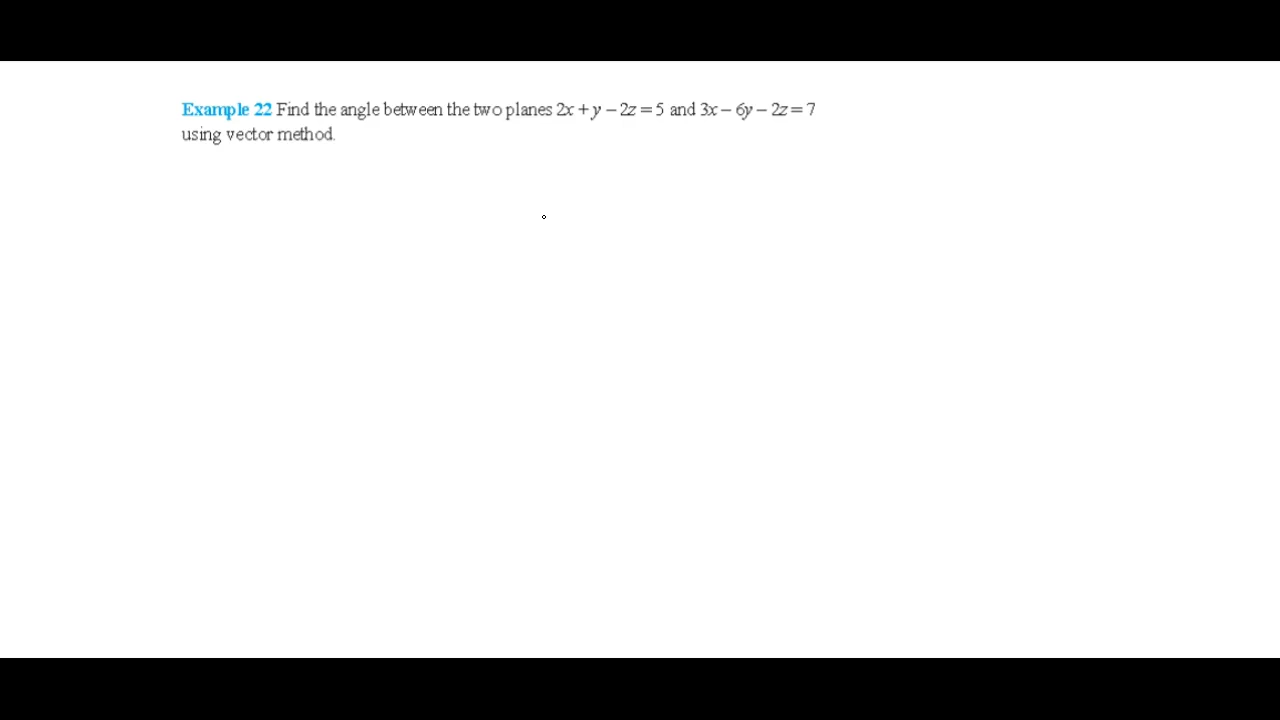 Example 22 Find the angle between the two planes 2x + y – 2z = 5 and 3x – 6y – 2z = 7
using vector method.